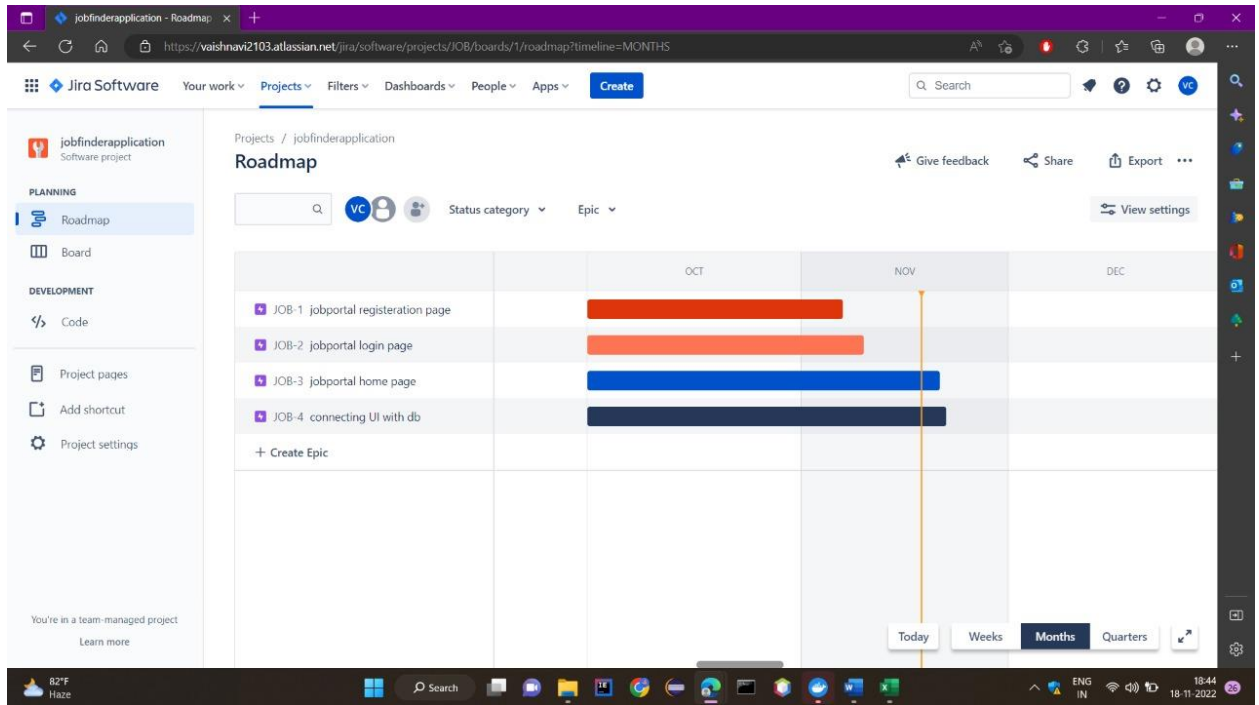 jobfinderapplication - Roadmap
https://vaishnavi2103.atlassian.net/jira/software/projects/JOB/boards/1/roadmap?timeline=MONTHS
Jira Software Your work Projects Filters Dashboards People Apps Create Search VC
jobfinderapplication
Software project
PLANNING
Roadmap
Board
DEVELOPMENT
Code
Project pages
Add shortcut
Project settings
You're in a team-managed project
Learn more
Projects / jobfinderapplication
Roadmap
Give feedback Share Export
VC Status category Epic View settings
OCT NOV DEC
JOB-1 jobportal registeration page
JOB-2 jobportal login page
JOB-3 jobportal home page
JOB-4 connecting UI with db
+ Create Epic
Today Weeks Months Quarters
82°F
Haze
Search
ENG
IN
18:44
18-11-2022
26